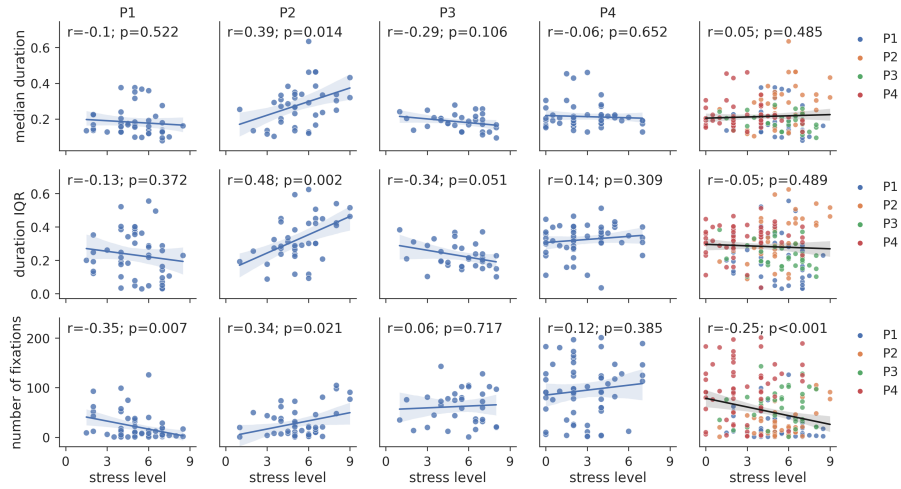 P1 P2 P3 P4
median duration
0.6
0.4
0.2
r=-0.1; p=0.522
r=0.39; p=0.014
r=-0.29; p=0.106
r=-0.06; p=0.652
r=0.05; p=0.485
P1
P2
P3
P4
duration IQR
0.6
0.4
0.2
0.0
r=-0.13; p=0.372
r=0.48; p=0.002
r=-0.34; p=0.051
r=0.14; p=0.309
r=-0.05; p=0.489
P1
P2
P3
P4
number of fixations
200
100
0
r=-0.35; p=0.007
r=0.34; p=0.021
r=0.06; p=0.717
r=0.12; p=0.385
r=-0.25; p<0.001
P1
P2
P3
P4
0 3 6 9
0 3 6 9
0 3 6 9
0 3 6 9
0 3 6 9
stress level
stress level
stress level
stress level
stress level